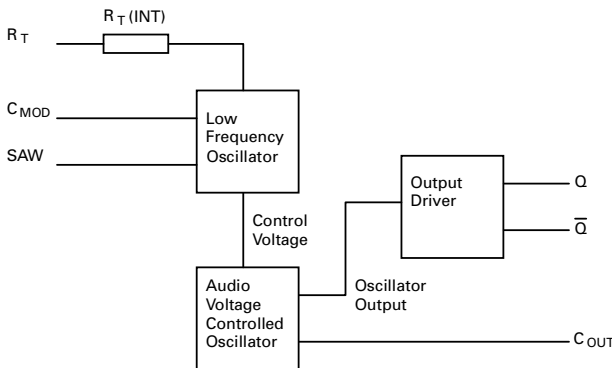 R T (INT)
R T
C MOD
SAW
Low
Frequency
Oscillator
Control
Voltage
Output
Driver
Q
Q̅
Audio
Voltage
Controlled
Oscillator
Oscillator
Output
C OUT